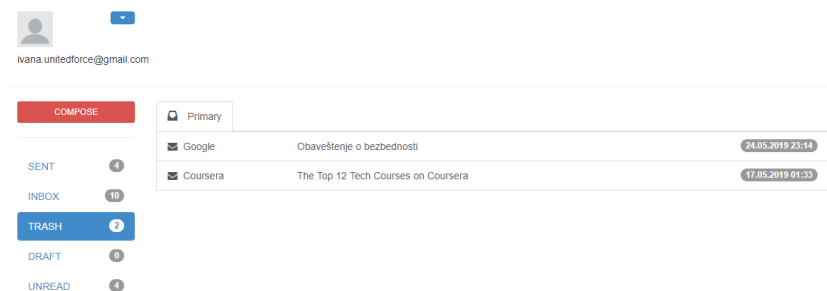 ivana.unitedforce@gmail.com
COMPOSE
SENT 4
INBOX 10
TRASH 2
DRAFT 0
UNREAD 4
Primary
Google Obaveštenje o bezbednosti 24.05.2019 23:14
Coursera The Top 12 Tech Courses on Coursera 17.05.2019 01:33